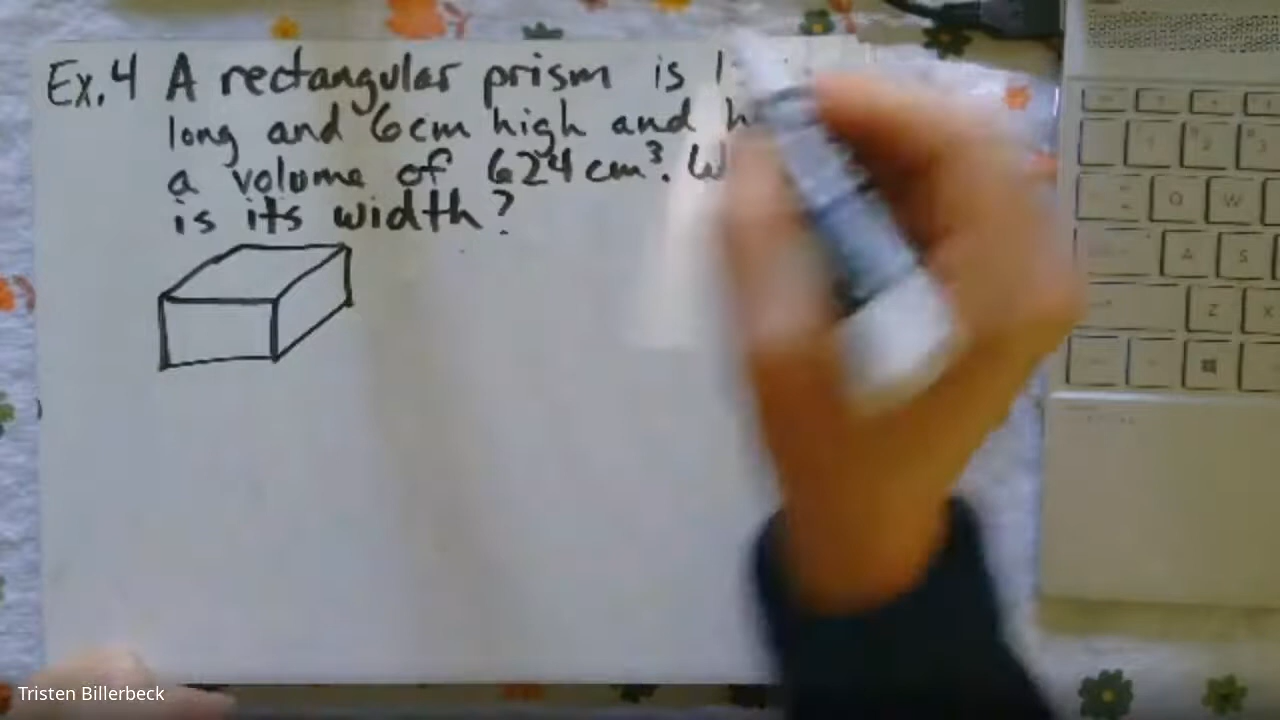 Ex.4 A rectangular prism is
long and 6cm high and
a volume of 624 cm³.
is its width?
Q W
A S
Z X
Tristen Billerbeck